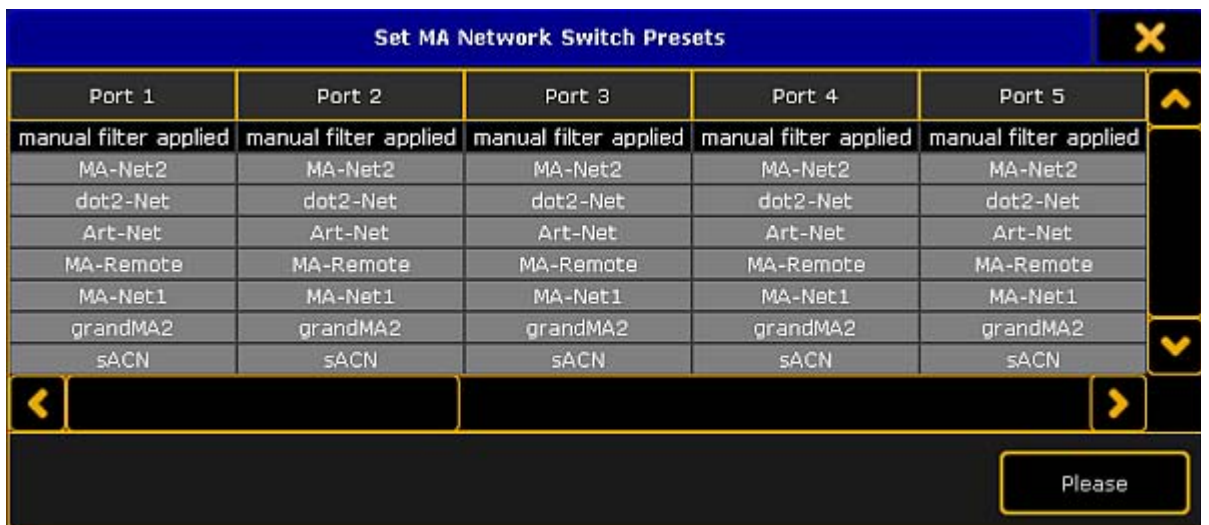 Set MA Network Switch Presets
Port 1 Port 2 Port 3 Port 4 Port 5
manual filter applied manual filter applied manual filter applied manual filter applied manual filter applied
MA-Net2 MA-Net2 MA-Net2 MA-Net2 MA-Net2
dot2-Net dot2-Net dot2-Net dot2-Net dot2-Net
Art-Net Art-Net Art-Net Art-Net Art-Net
MA-Remote MA-Remote MA-Remote MA-Remote MA-Remote
MA-Net1 MA-Net1 MA-Net1 MA-Net1 MA-Net1
grandMA2 grandMA2 grandMA2 grandMA2 grandMA2
sACN sACN sACN sACN sACN
Please